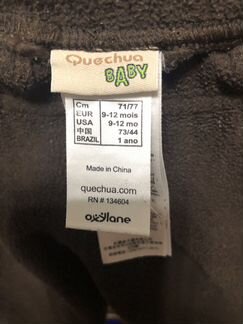 Quechua
BABY
Cm 71/77
EUR 9-12 mois
USA 9-12 mo
中国 73/44
BRAZIL 1 ano
Made in China
quechua.com
RN # 134604
oxylane